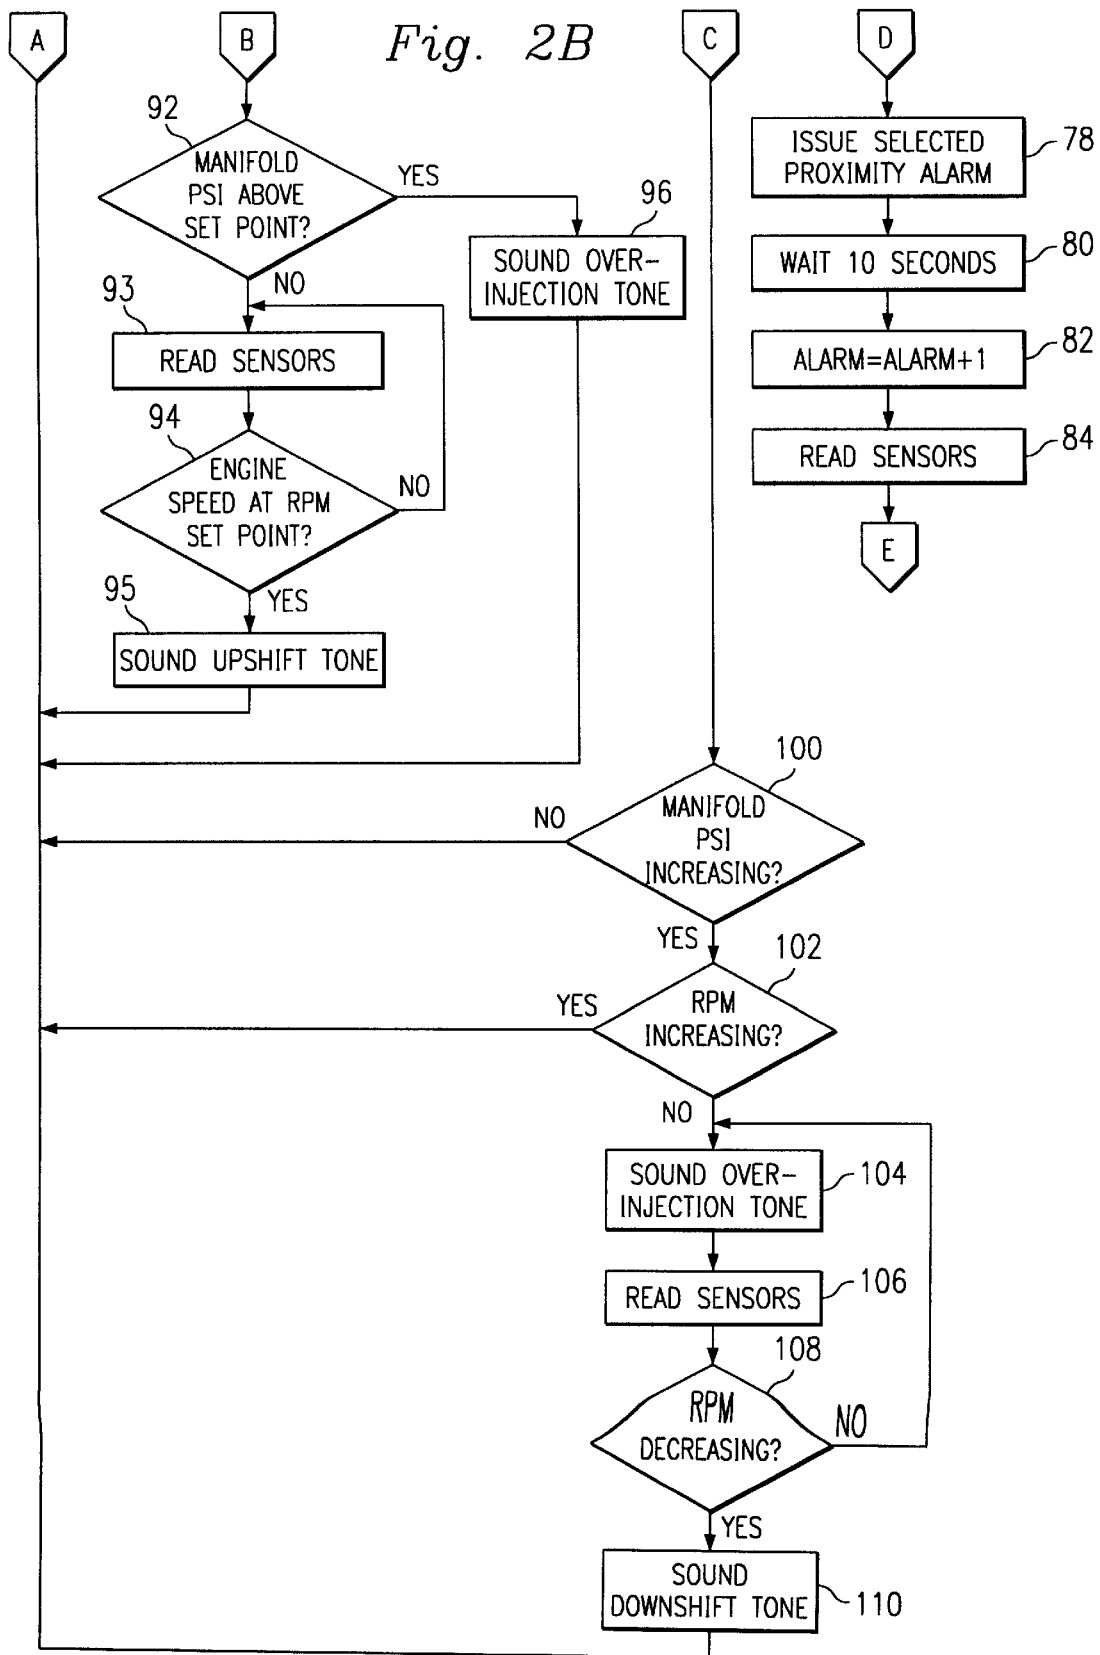 A
B
Fig. 2B
C
D
92
MANIFOLD
PSI ABOVE
SET POINT?
YES
NO
96
SOUND OVER-
INJECTION TONE
93
READ SENSORS
94
ENGINE
SPEED AT RPM
SET POINT?
NO
YES
95
SOUND UPSHIFT TONE
ISSUE SELECTED
PROXIMITY ALARM
78
WAIT 10 SECONDS
80
ALARM=ALARM+1
82
READ SENSORS
84
E
100
MANIFOLD
PSI
INCREASING?
NO
YES
102
RPM
INCREASING?
YES
NO
SOUND OVER-
INJECTION TONE
104
READ SENSORS
106
108
RPM
DECREASING?
NO
YES
SOUND
DOWNSHIFT TONE
110